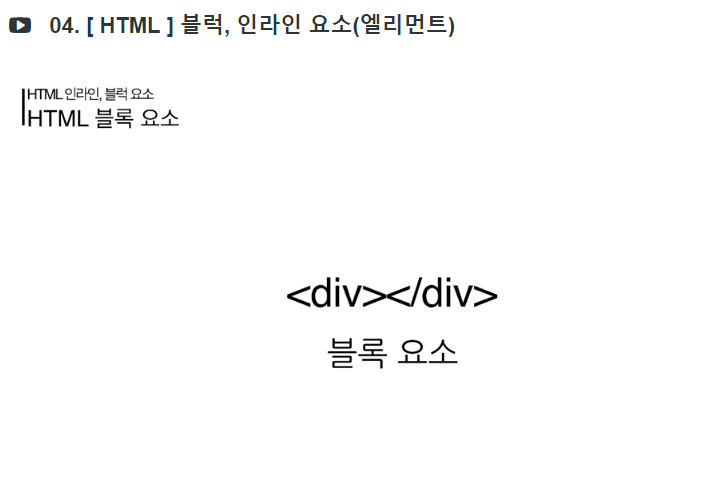 04. [ HTML ] 블럭, 인라인 요소(엘리먼트)
HTML 인라인, 블럭 요소
HTML 블록 요소
<div></div>
블록 요소